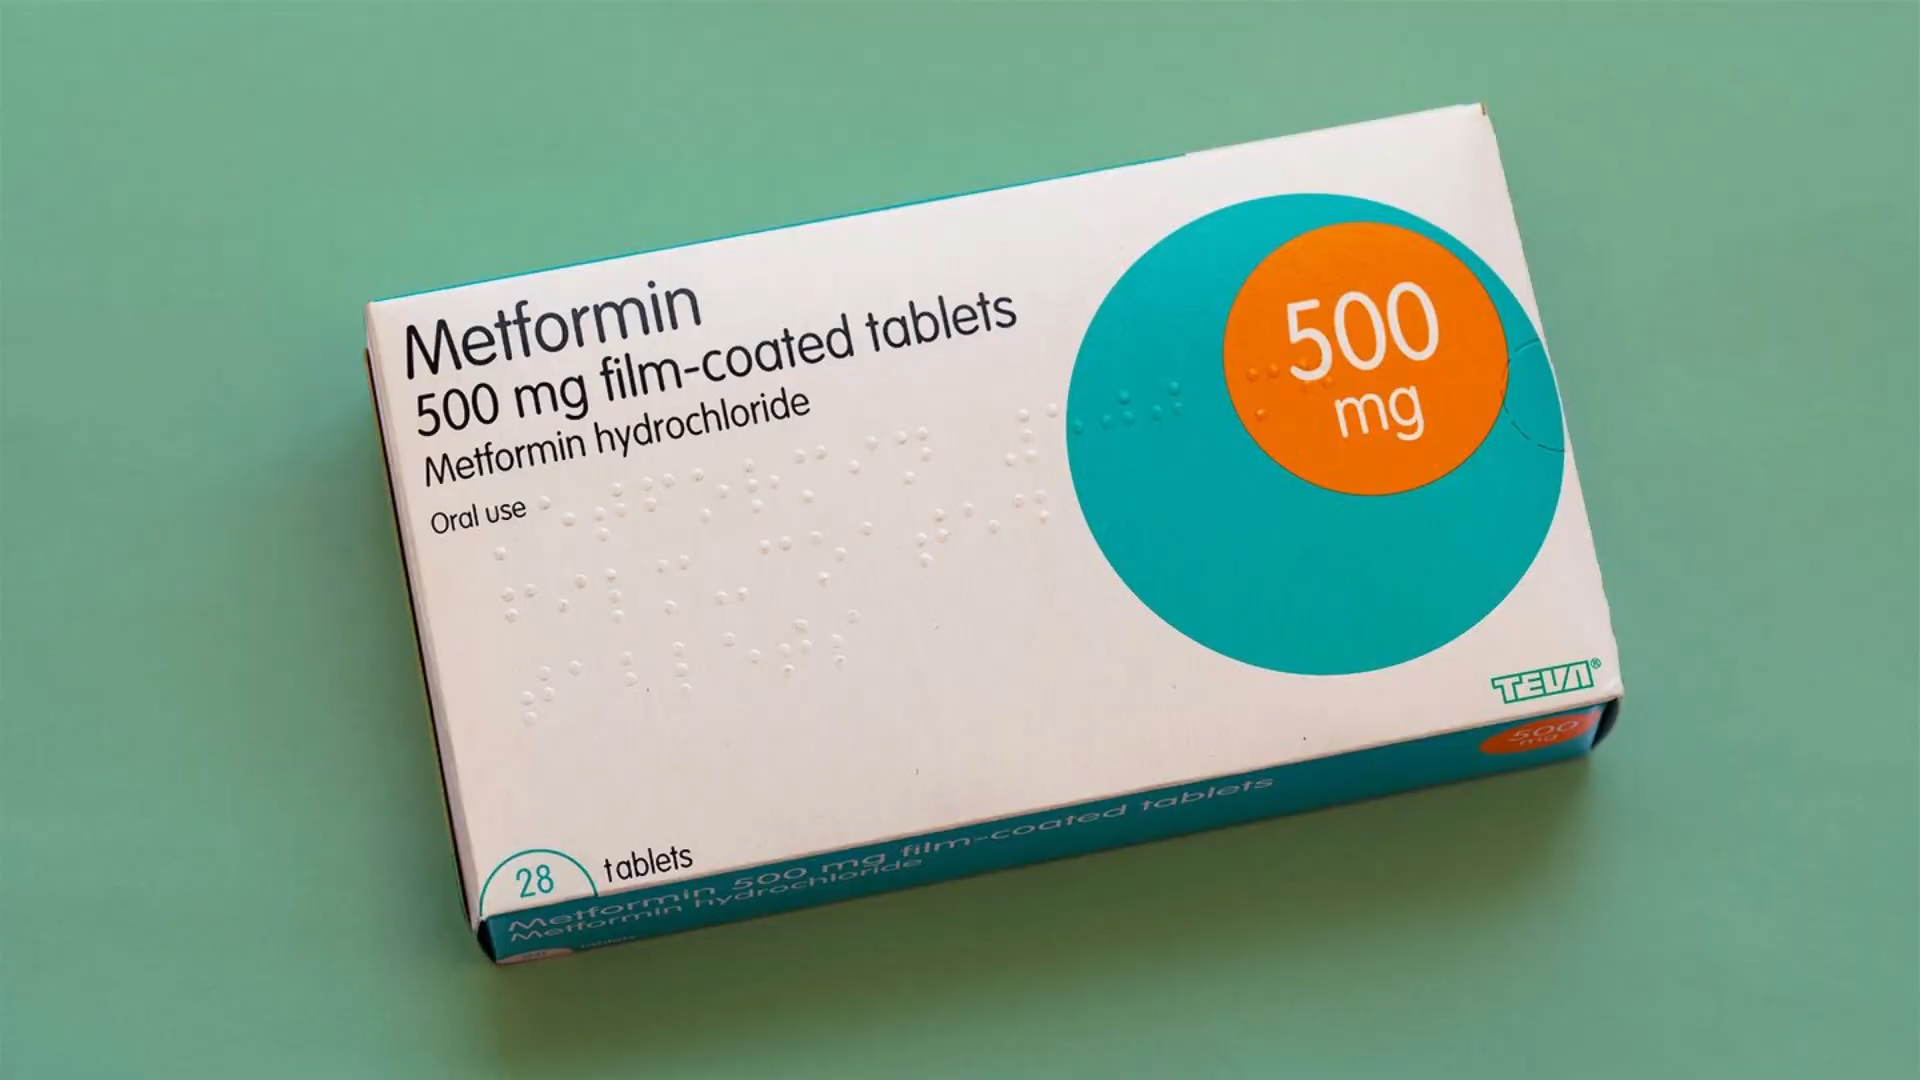 Metformin
500 mg film-coated tablets
Metformin hydrochloride
Oral use
500
mg
TEVA®
28 tablets
500
mg
Metformin 500 mg film-coated tablets
Metformin hydrochloride
tablets